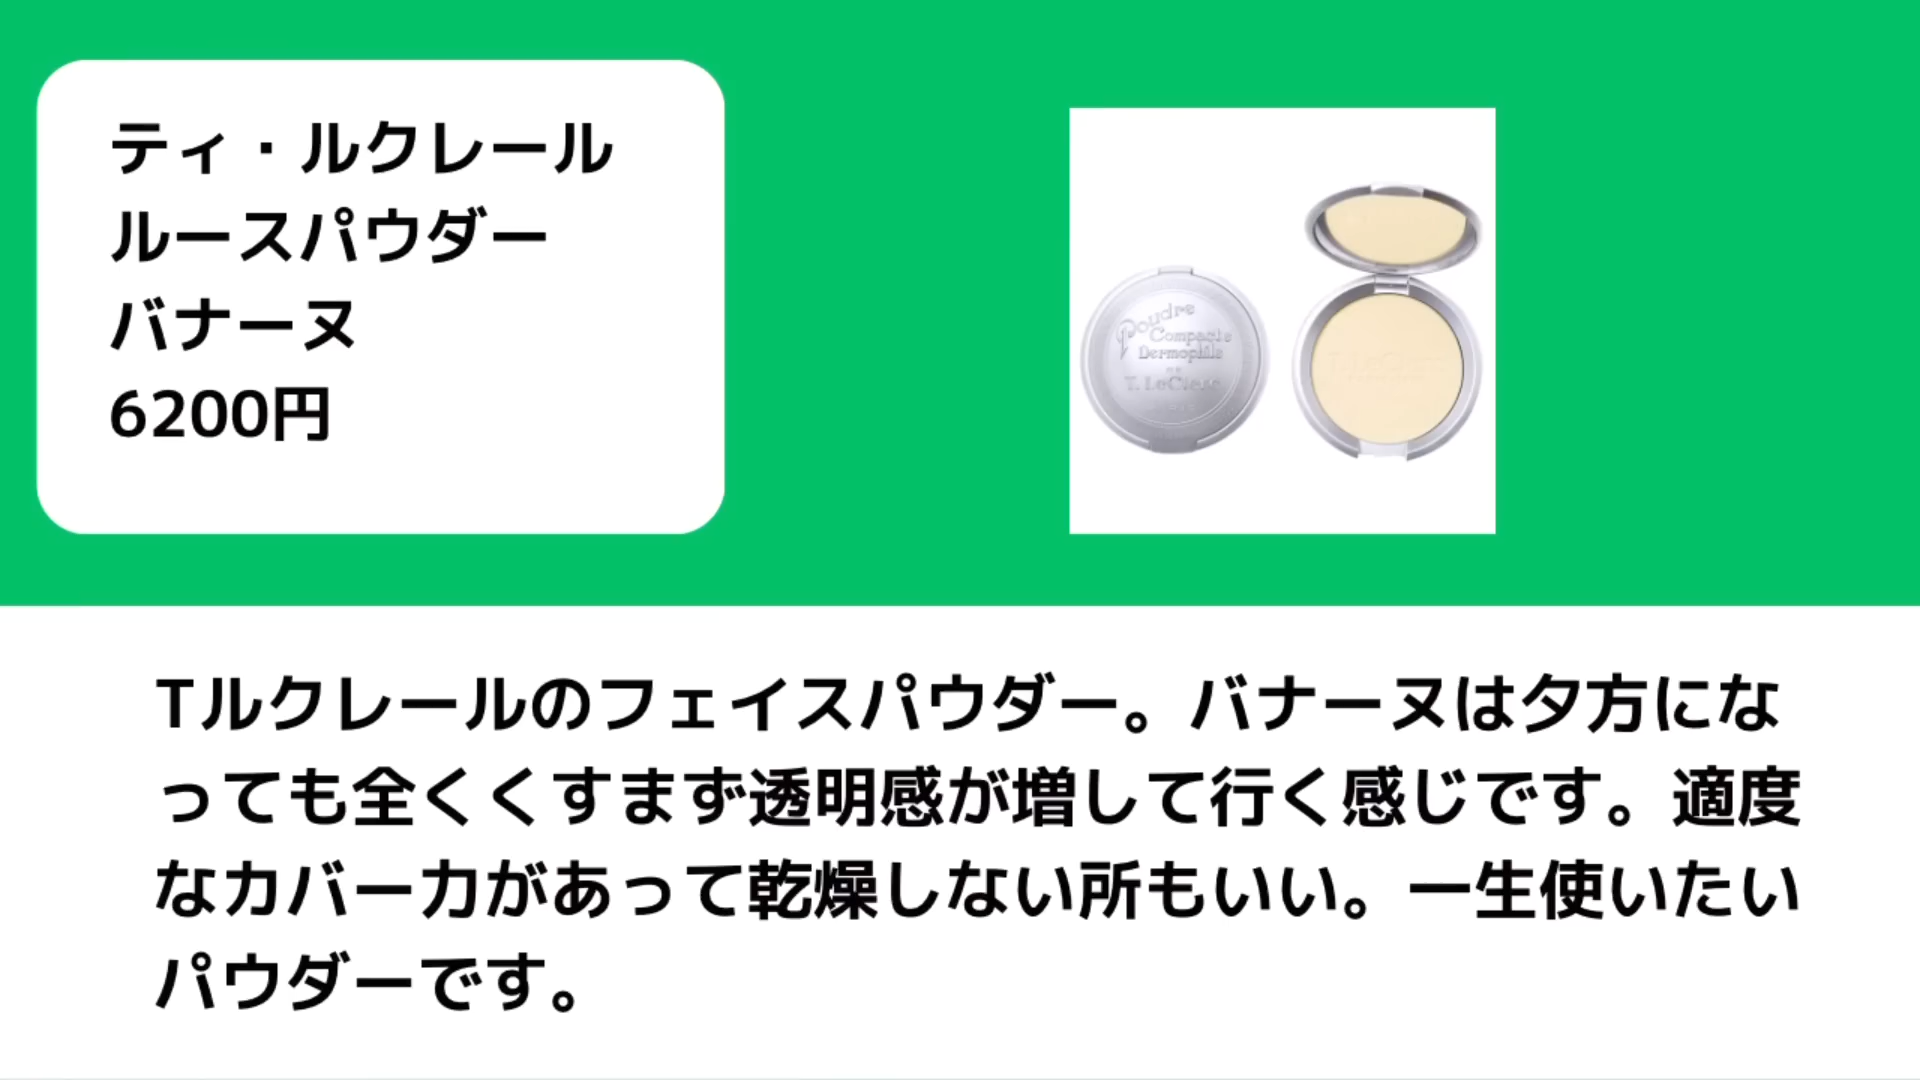 ティ・ルクレール
ルースパウダー
バナーヌ
6200円
Poudre
Compacte
Dermophile
DE
T. LeClerc
T.LeClerc
Tルクレールのフェイスパウダー。バナーヌは夕方にな
っても全くくすまず透明感が増して行く感じです。適度
なカバー力があって乾燥しない所もいい。一生使いたい
パウダーです。